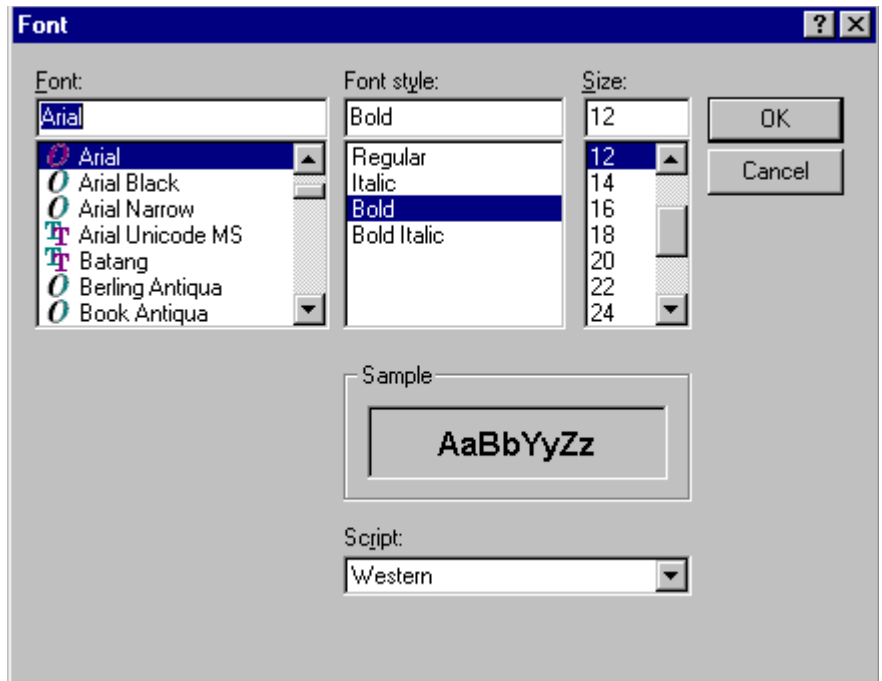 Font
Font:
Arial
Arial
Arial Black
Arial Narrow
Arial Unicode MS
Batang
Berling Antiqua
Book Antiqua
Font style:
Bold
Regular
Italic
Bold
Bold Italic
Size:
12
12
14
16
18
20
22
24
OK
Cancel
Sample
AaBbYyZz
Script:
Western